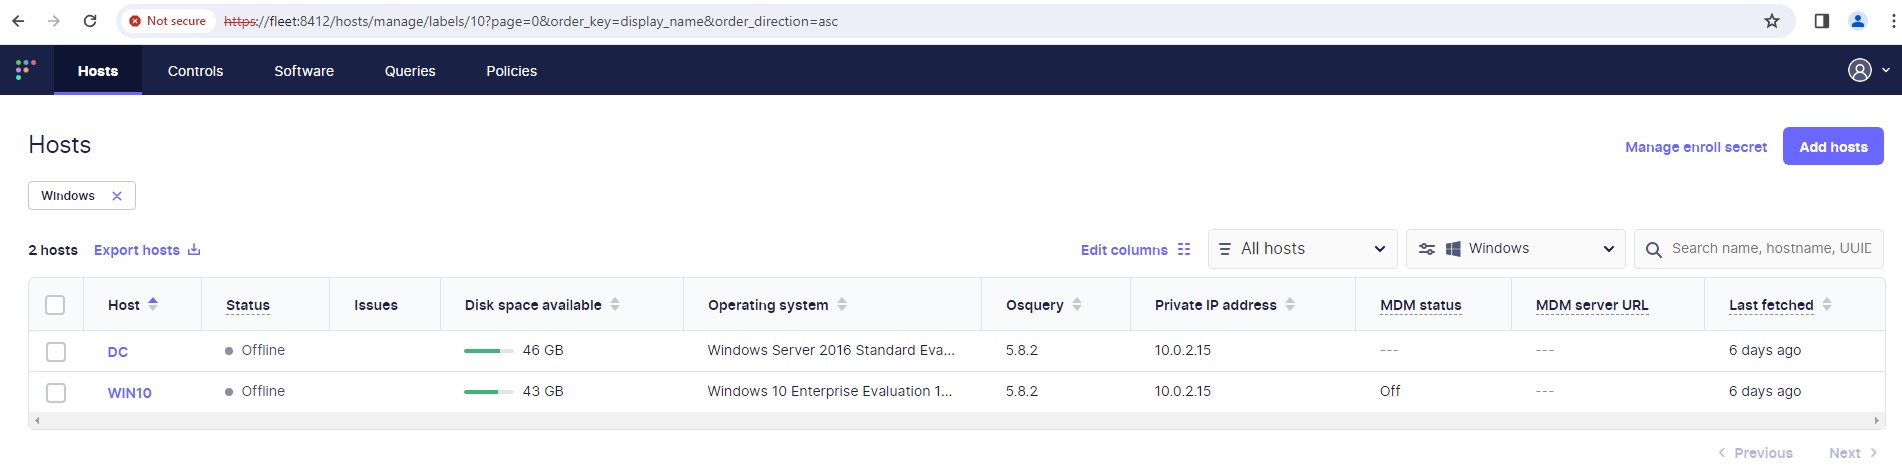 Not secure https://fleet:8412/hosts/manage/labels/10?page=0&order_key=display_name&order_direction=asc
Hosts Controls Software Queries Policies
Hosts
Manage enroll secret Add hosts
Windows
2 hosts Export hosts Edit columns All hosts Windows Search name, hostname, UUID
Host Status Issues Disk space available Operating system Osquery Private IP address MDM status MDM server URL Last fetched
DC Offline 46 GB Windows Server 2016 Standard Eva... 5.8.2 10.0.2.15 --- --- 6 days ago
WIN10 Offline 43 GB Windows 10 Enterprise Evaluation 1... 5.8.2 10.0.2.15 Off --- 6 days ago
Previous Next